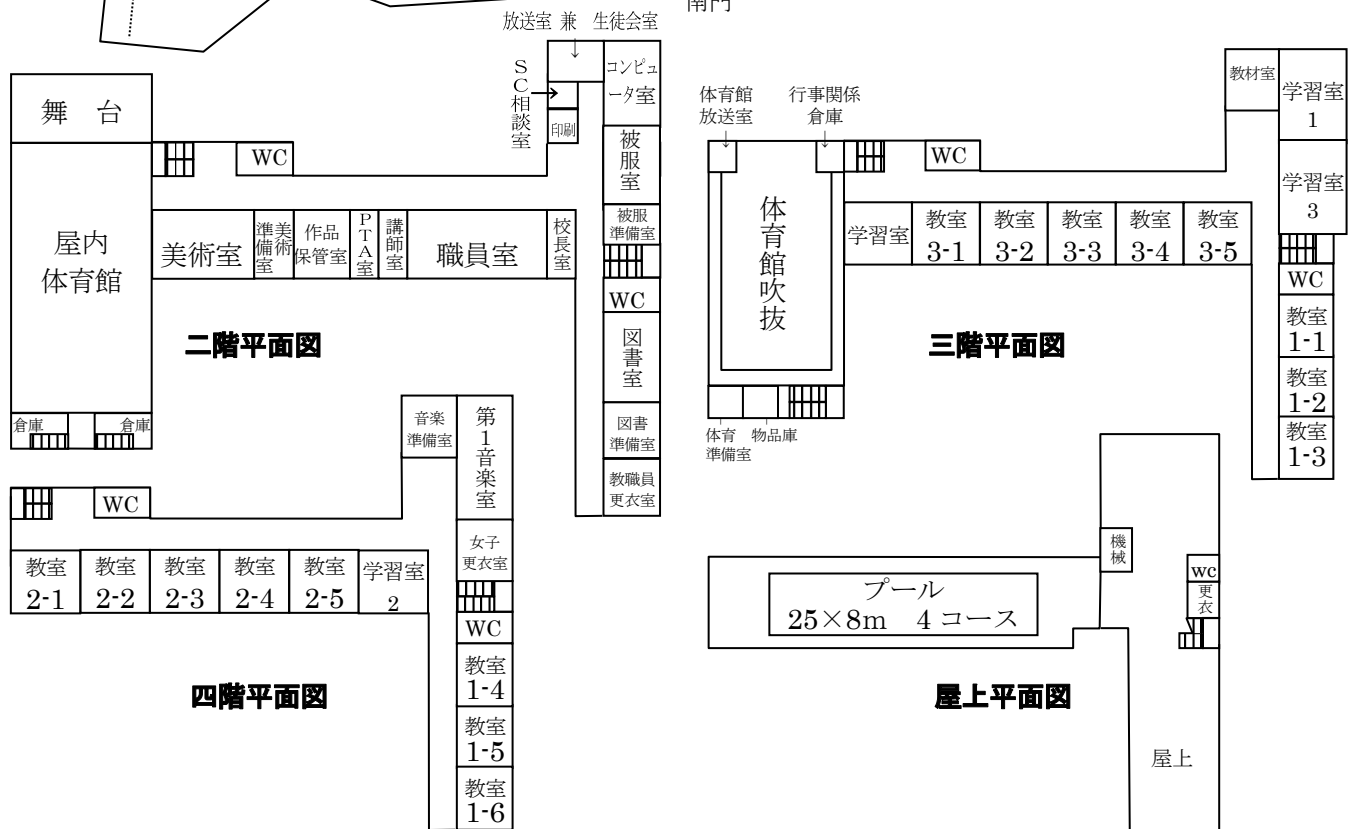 南門
放送室 兼 生徒会室
舞 台
屋内
体育館
倉庫
倉庫
WC
美術室
美術
準備室
作品
保管室
PTA室
講師室
職員室
校長室
SC相談室
印刷
コンピュ
ータ室
被服室
被服
準備室
WC
図書室
図書
準備室
教職員
更衣室
二階平面図
体育館
放送室
行事関係
倉庫
体育館吹抜
体育
準備室
物品庫
WC
学習室
教室
3-1
教室
3-2
教室
3-3
教室
3-4
教室
3-5
教材室
学習室
1
学習室
3
WC
教室
1-1
教室
1-2
教室
1-3
三階平面図
WC
教室
2-1
教室
2-2
教室
2-3
教室
2-4
教室
2-5
学習室
2
音楽
準備室
第1音楽室
女子
更衣室
WC
教室
1-4
教室
1-5
教室
1-6
四階平面図
プール
25×8m 4コース
機械
wc
更衣
屋上
屋上平面図